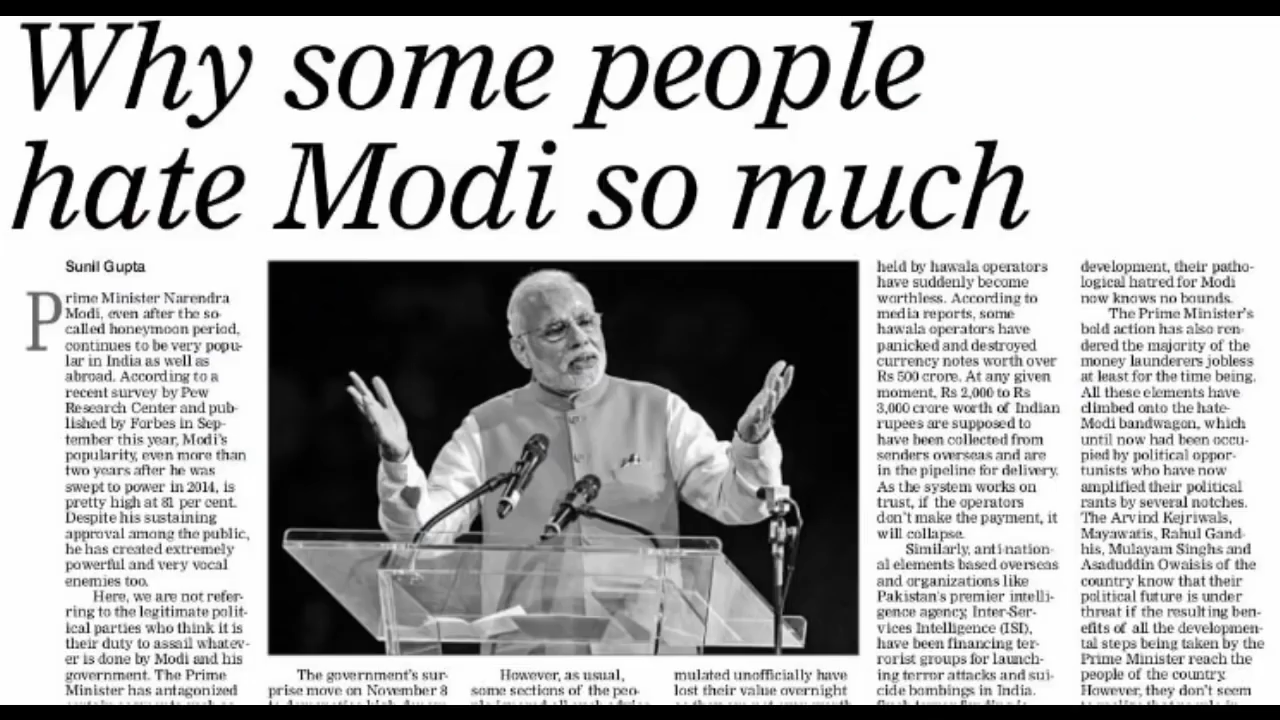 Why some people
hate Modi so much
Sunil Gupta
Prime Minister Narendra
Modi, even after the so-
called honeymoon period,
continues to be very popu-
lar in India as well as
abroad. According to a
recent survey by Pew
Research Center and pub-
lished by Forbes in Sep-
tember this year, Modi's
popularity, even more than
two years after he was
swept to power in 2014, is
pretty high at 81 per cent.
Despite his sustaining
approval among the public,
he has created extremely
powerful and very vocal
enemies too.
Here, we are not refer-
ring to the legitimate polit-
ical parties who think it is
their duty to assail whatev-
er is done by Modi and his
government. The Prime
Minister has antagonized
The government's sur-
prise move on November 8
However, as usual,
some sections of the peo-
mulated unofficially have
lost their value overnight
held by hawala operators
have suddenly become
worthless. According to
media reports, some
hawala operators have
panicked and destroyed
currency notes worth over
Rs 500 crore. At any given
moment, Rs 2,000 to Rs
3,000 crore worth of Indian
rupees are supposed to
have been collected from
senders overseas and are
in the pipeline for delivery.
As the system works on
trust, if the operators
don't make the payment, it
will collapse.
Similarly, anti-nation-
al elements based overseas
and organizations like
Pakistan's premier intelli-
gence agency, Inter-Ser-
vices Intelligence (ISI),
have been financing ter-
rorist groups for launch-
ing terror attacks and sui-
cide bombings in India.
development, their patho-
logical hatred for Modi
now knows no bounds.
The Prime Minister's
bold action has also ren-
dered the majority of the
money launderers jobless
at least for the time being.
All these elements have
climbed onto the hate-
Modi bandwagon, which
until now had been occu-
pied by political oppor-
tunists who have now
amplified their political
rants by several notches.
The Arvind Kejriwals,
Mayawatis, Rahul Gand-
his, Mulayam Singhs and
Asaduddin Owaisis of the
country know that their
political future is under
threat if the resulting ben-
efits of all the developmen-
tal steps being taken by the
Prime Minister reach the
people of the country.
However, they don't seem